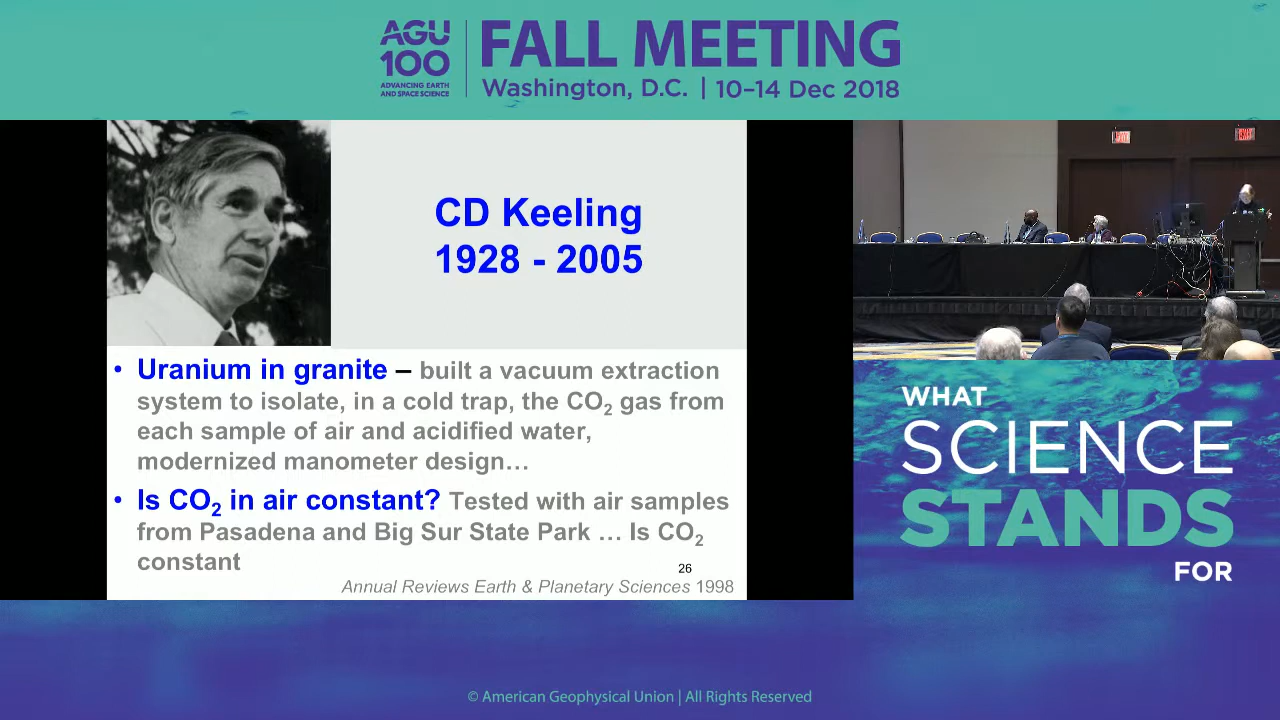 AGU
100
ADVANCING EARTH
AND SPACE SCIENCE
FALL MEETING
Washington, D.C. | 10–14 Dec 2018
CD Keeling
1928 - 2005
• Uranium in granite – built a vacuum extraction
system to isolate, in a cold trap, the CO2 gas from
each sample of air and acidified water,
modernized manometer design…
• Is CO2 in air constant? Tested with air samples
from Pasadena and Big Sur State Park … Is CO2
constant
26
Annual Reviews Earth & Planetary Sciences 1998
EXIT
EXIT
WHAT
SCIENCE
STANDS
FOR
© American Geophysical Union | All Rights Reserved